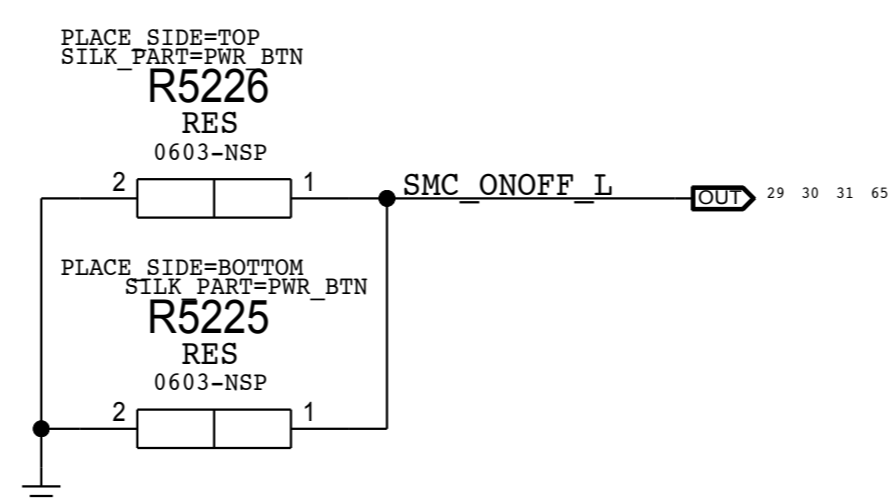 PLACE_SIDE=TOP
SILK_PART=PWR_BTN
R5226
RES
0603-NSP
2 1 SMC_ONOFF_L OUT 29 30 31 65
PLACE_SIDE=BOTTOM
SILK_PART=PWR_BTN
R5225
RES
0603-NSP
2 1